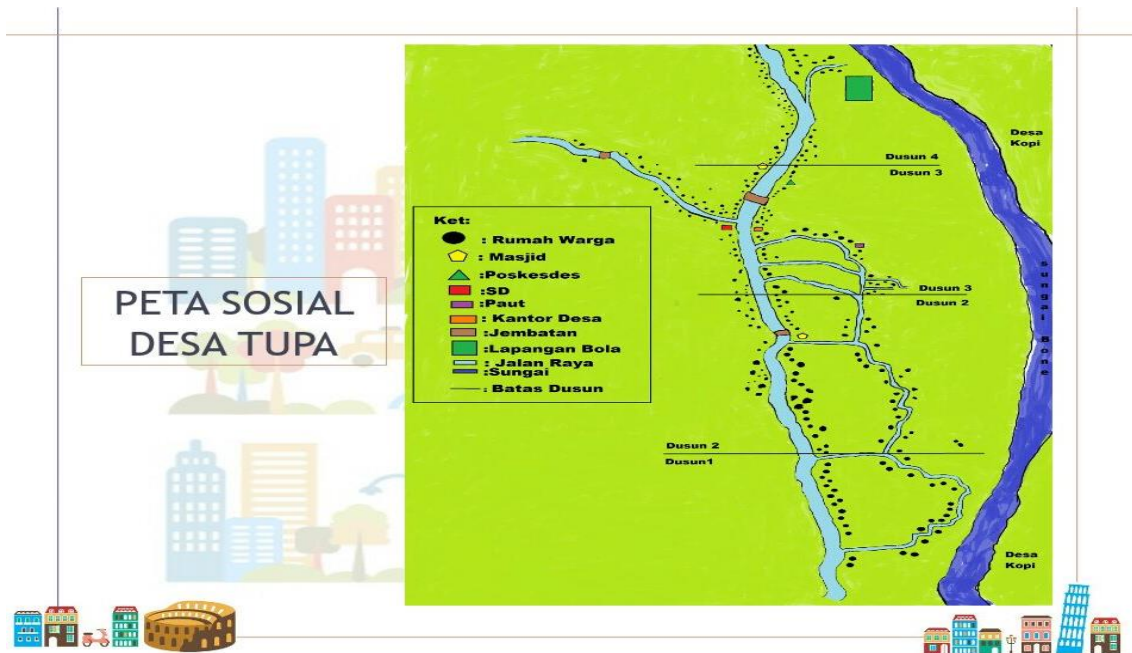 PETA SOSIAL
DESA TUPA
Ket:
: Rumah Warga
: Masjid
:Poskesdes
:SD
:Paut
: Kantor Desa
:Jembatan
:Lapangan Bola
: Jalan Raya
:Sungai
: Batas Dusun
Desa
Kopi
Dusun 4
Dusun 3
Sungai Bone
Dusun 3
Dusun 2
Dusun 2
Dusun1
Desa
Kopi